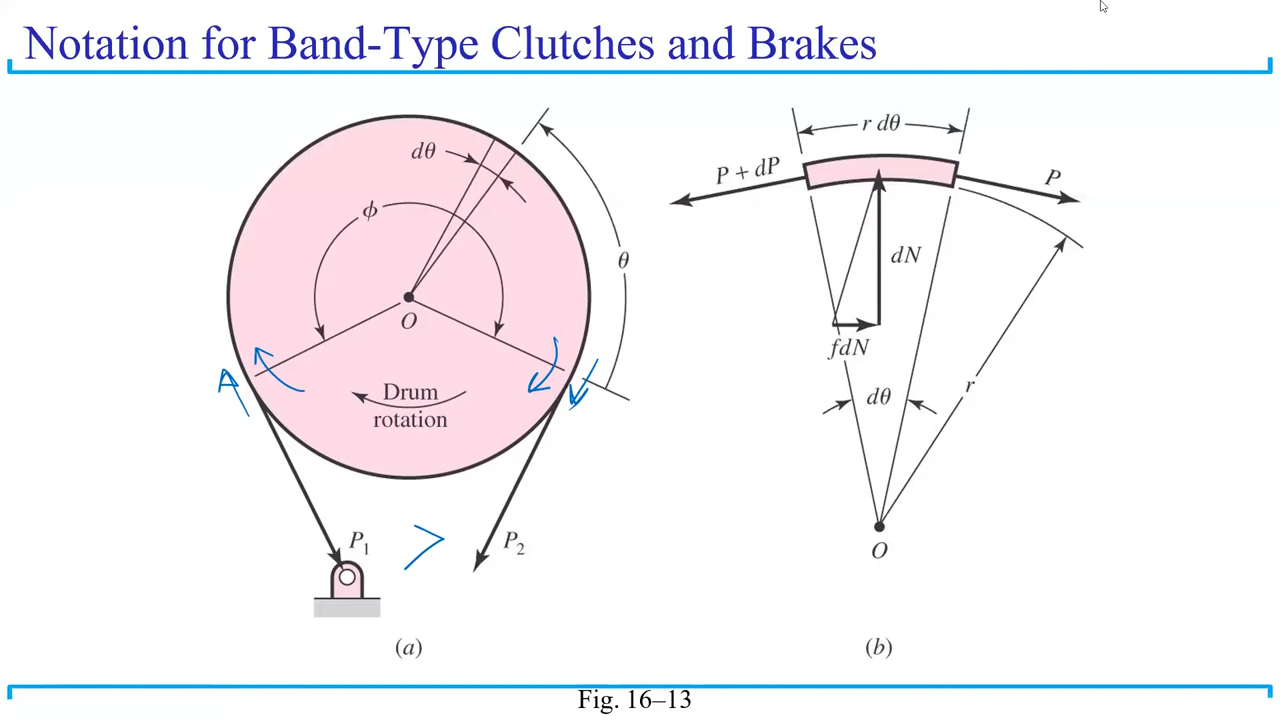 Notation for Band-Type Clutches and Brakes
dθ
ϕ
θ
O
Drum
rotation
A
P1
>
P2
(a)
r dθ
P + dP
P
dN
fdN
r
dθ
O
(b)
Fig. 16–13